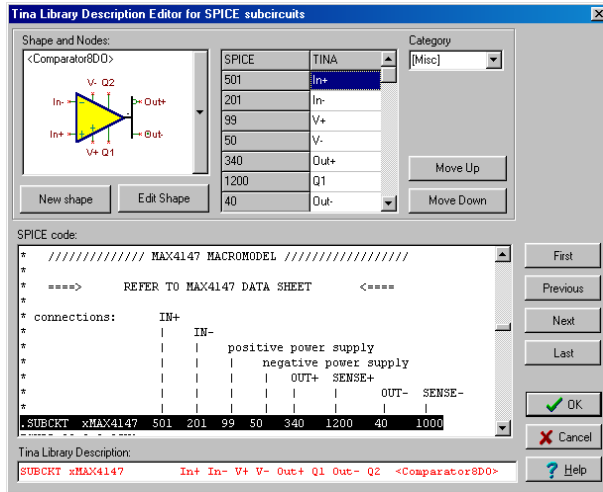 Tina Library Description Editor for SPICE subcircuits
Shape and Nodes:
<Comparator8DO>
V- Q2
In-
Out+
In+
Out-
V+ Q1
New shape
Edit Shape
SPICE TINA
501 In+
201 In-
99 V+
50 V-
340 Out+
1200 Q1
40 Out-
Category
[Misc]
Move Up
Move Down
SPICE code:
* ////////////// MAX4147 MACROMODEL //////////////////
*
* ====> REFER TO MAX4147 DATA SHEET <====
*
* connections: IN+
* | IN-
* | | positive power supply
* | | | negative power supply
* | | | | OUT+ SENSE+
* | | | | | | OUT- SENSE-
* | | | | | | | |
.SUBCKT xMAX4147 501 201 99 50 340 1200 40 1000
First
Previous
Next
Last
OK
Cancel
Help
Tina Library Description:
SUBCKT xMAX4147 In+ In- V+ V- Out+ Q1 Out- Q2 <Comparator8DO>